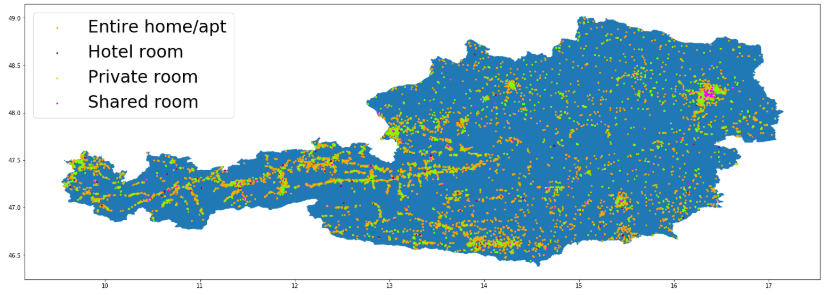 49.0
48.5
48.0
47.5
47.0
46.5
Entire home/apt
Hotel room
Private room
Shared room
10 11 12 13 14 15 16 17